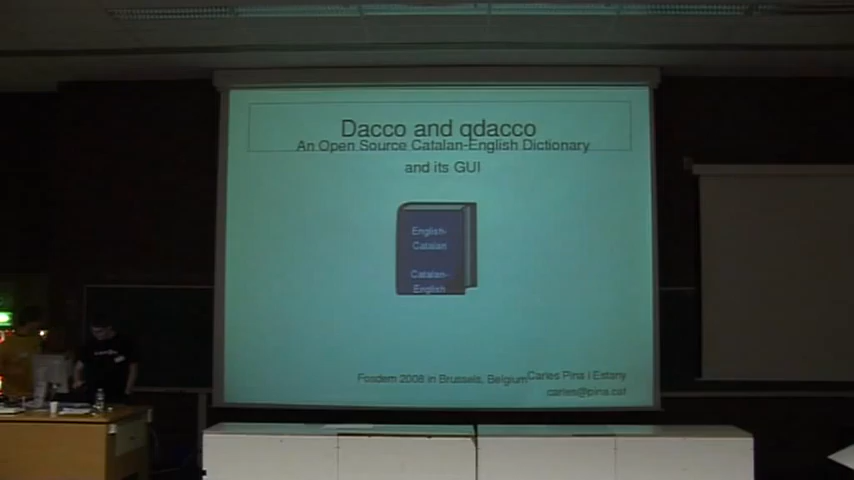 Dacco and qdacco
An Open Source Catalan-English Dictionary
and its GUI
English-
Catalan
Catalan-
English
Fosdem 2008 in Brussels, Belgium
Carles Pina i Estany
carles@pina.cat